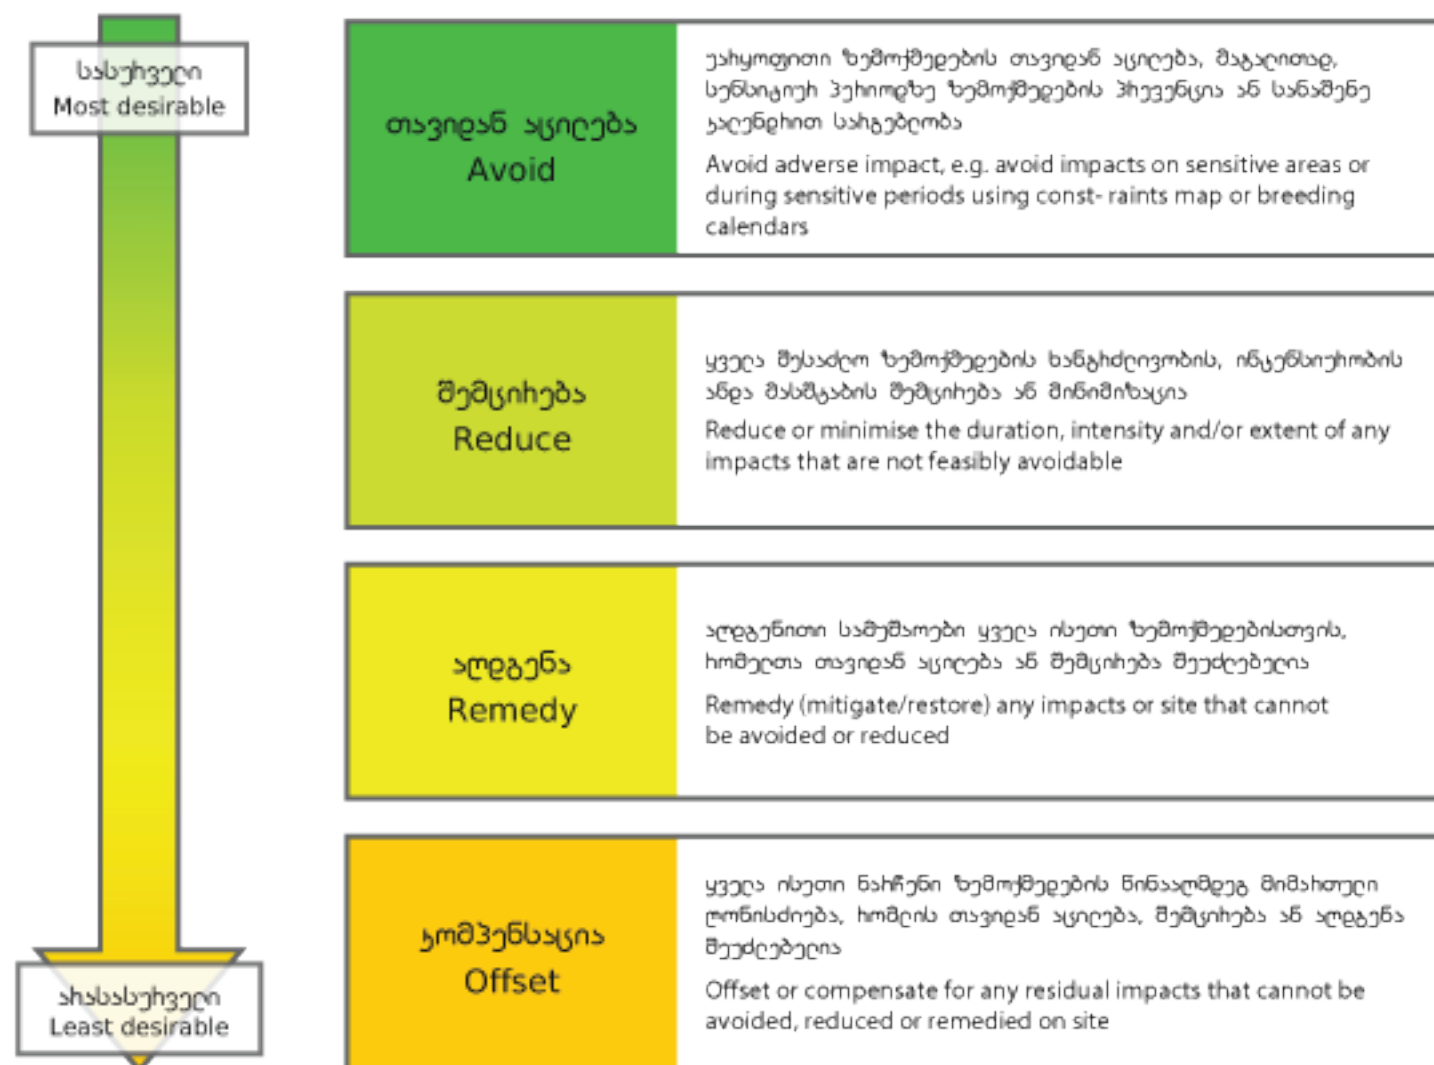 სასურველი
Most desirable
თავიდან აცილება
Avoid
უარყოფითი ზემოქმედების თავიდან აცილება, მაგალითად,
სენსიტიურ პერიოდზე ზემოქმედების პრევენცია ან სანაშენე
კალენდრით სარგებლობა
Avoid adverse impact, e.g. avoid impacts on sensitive areas or
during sensitive periods using const- raints map or breeding
calendars
შემცირება
Reduce
ყველა შესაძლო ზემოქმედების ხანგრძლივობის, ინტენსიურობის
ანდა მასშტაბის შემცირება ან მინიმიზაცია
Reduce or minimise the duration, intensity and/or extent of any
impacts that are not feasibly avoidable
აღდგენა
Remedy
აღდგენითი სამუშაოები ყველა ისეთი ზემოქმედებისთვის,
რომელთა თავიდან აცილება ან შემცირება შეუძლებელია
Remedy (mitigate/restore) any impacts or site that cannot
be avoided or reduced
კომპენსაცია
Offset
ყველა ისეთი ნარჩენი ზემოქმედების წინააღმდეგ მიმართული
ღონისძიება, რომლის თავიდან აცილება, შემცირება ან აღდგენა
შეუძლებელია
Offset or compensate for any residual impacts that cannot be
avoided, reduced or remedied on site
არასასურველი
Least desirable